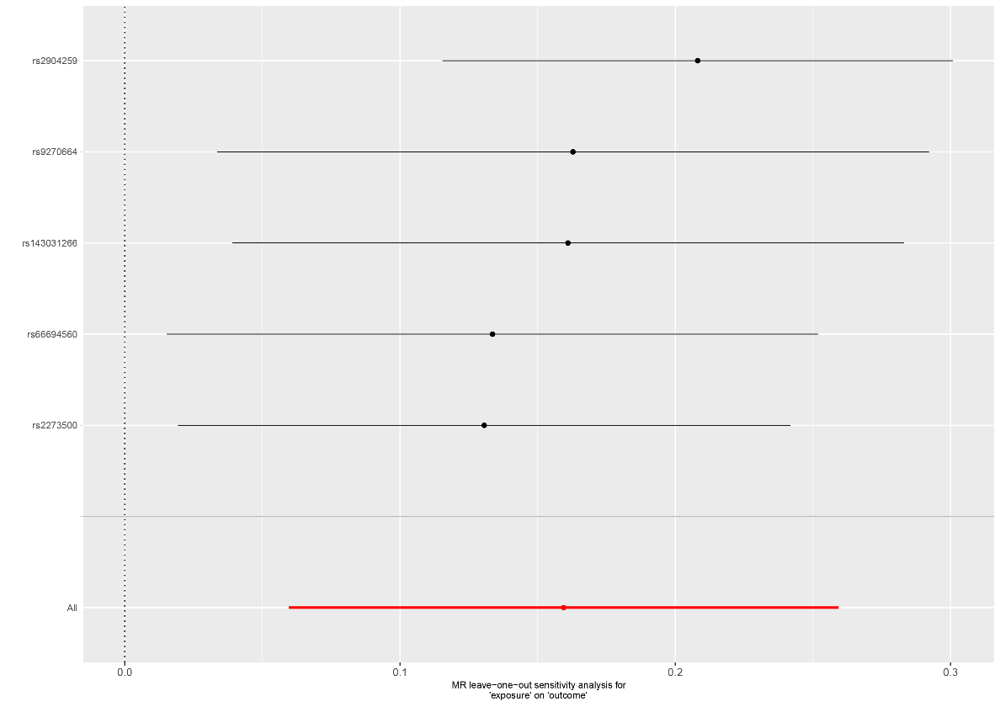 rs2904259
rs9270664
rs143031266
rs66694560
rs2273500
All
0.0
0.1
0.2
0.3
MR leave−one−out sensitivity analysis for
'exposure' on 'outcome'